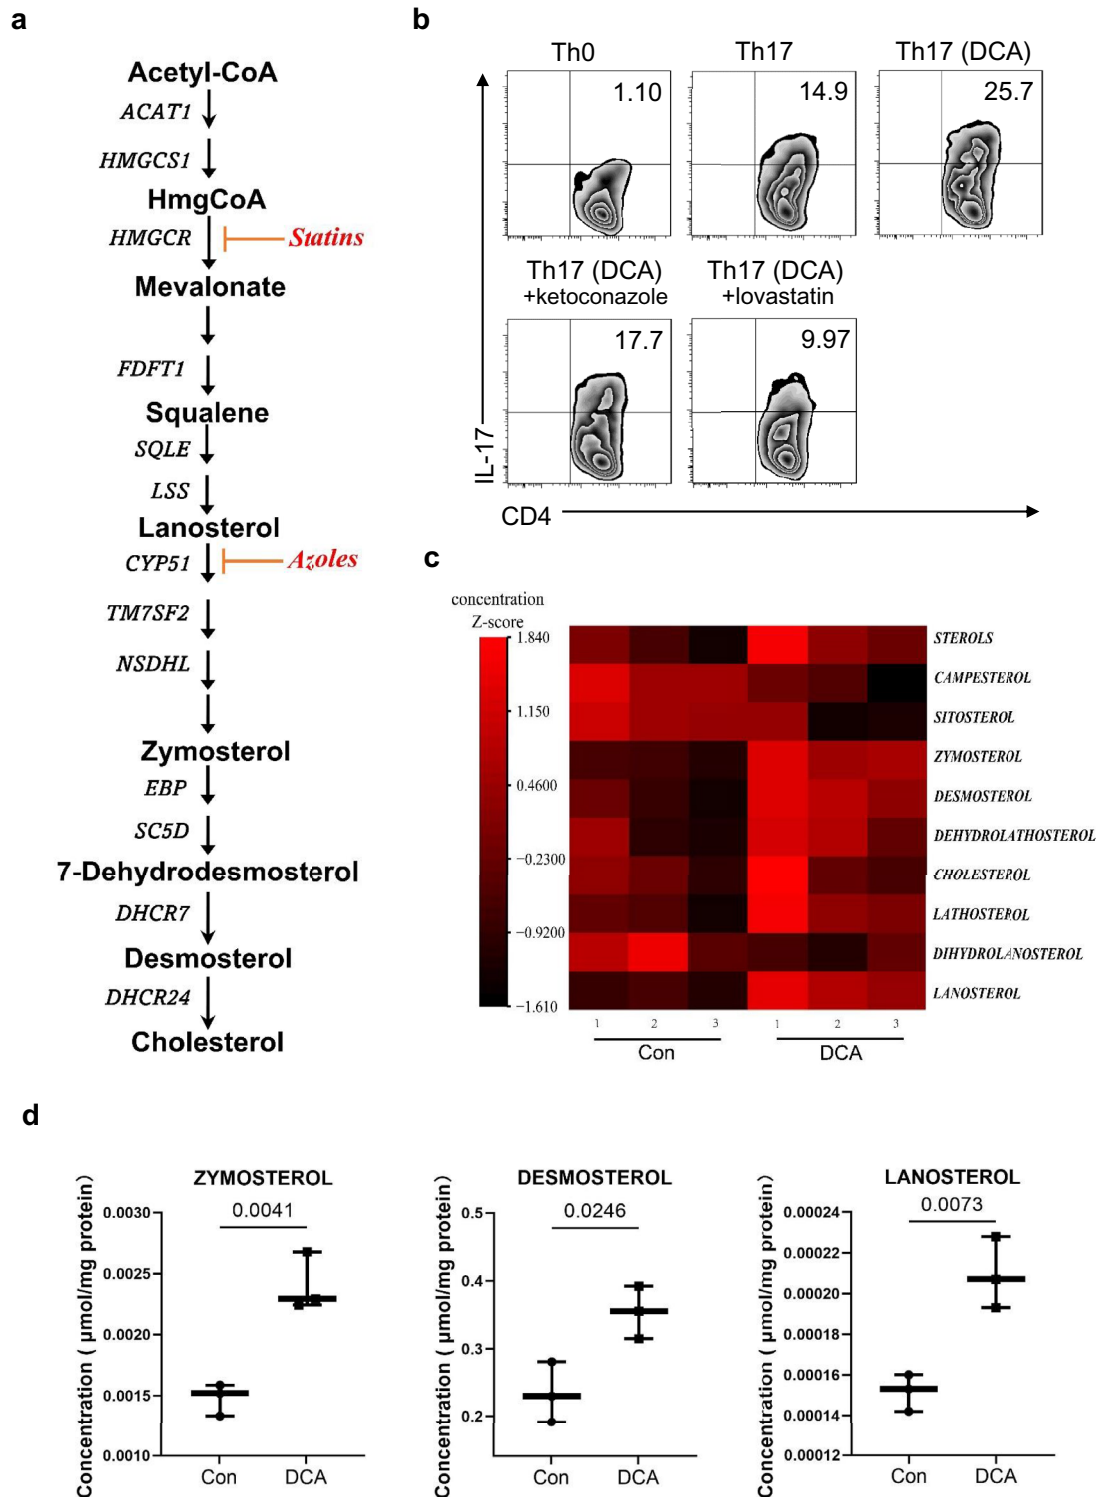 a
Acetyl-CoA
ACAT1
HMGCS1
HmgCoA
HMGCR
Statins
Mevalonate
FDFT1
Squalene
SQLE
LSS
Lanosterol
CYP51
Azoles
TM7SF2
NSDHL
Zymosterol
EBP
SC5D
7-Dehydrodesmosterol
DHCR7
Desmosterol
DHCR24
Cholesterol
b
Th0
Th17
Th17 (DCA)
1.10
14.9
25.7
Th17 (DCA)
+ketoconazole
Th17 (DCA)
+lovastatin
17.7
9.97
IL-17
CD4
c
concentration
Z-score
1.840
1.150
0.4600
−0.2300
−0.9200
−1.610
STEROLS
CAMPESTEROL
SITOSTEROL
ZYMOSTEROL
DESMOSTEROL
DEHYDROLATHOSTEROL
CHOLESTEROL
LATHOSTEROL
DIHYDROLANOSTEROL
LANOSTEROL
1 2 3 1 2 3
Con DCA
d
ZYMOSTEROL
0.0041
Concentration ( μmol/mg protein)
0.0030
0.0025
0.0020
0.0015
0.0010
Con DCA
DESMOSTEROL
0.0246
Concentration ( μmol/mg protein)
0.5
0.4
0.3
0.2
Con DCA
LANOSTEROL
0.0073
Concentration ( μmol/mg protein)
0.00024
0.00022
0.00020
0.00018
0.00016
0.00014
0.00012
Con DCA